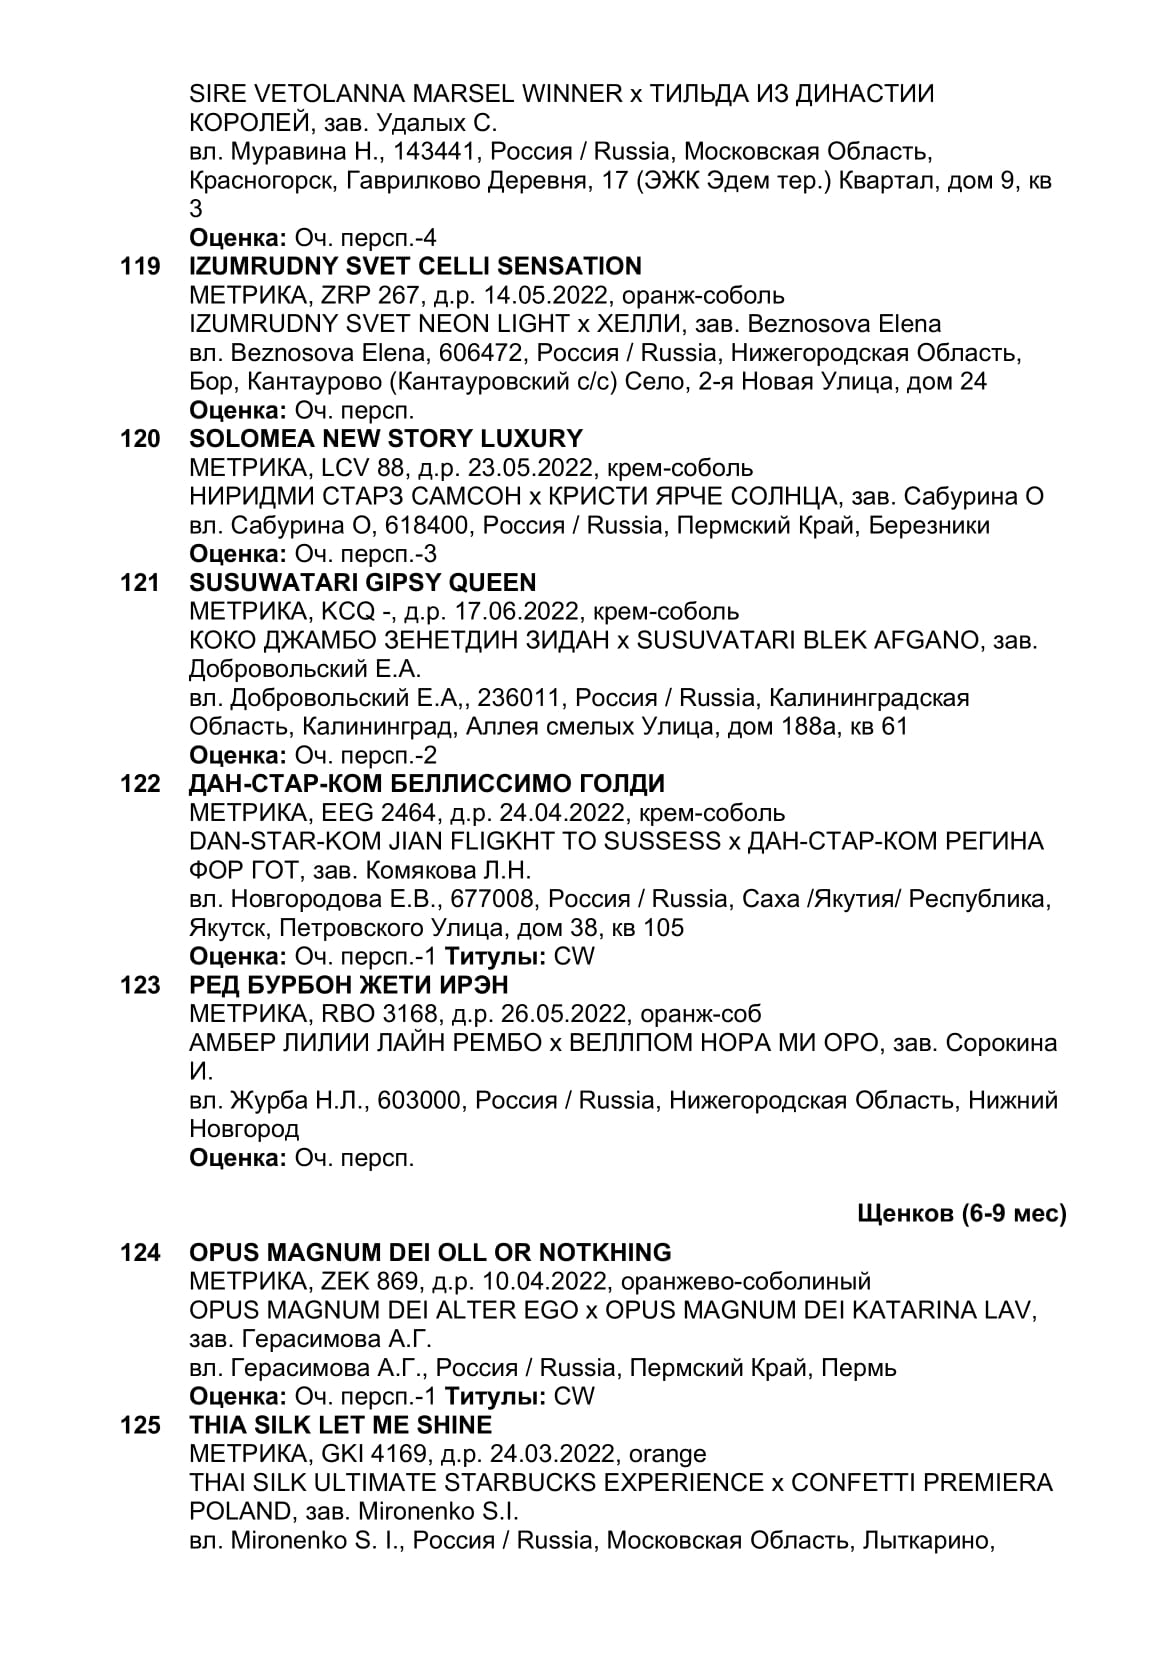 SIRE VETOLANNA MARSEL WINNER x ТИЛЬДА ИЗ ДИНАСТИИ
КОРОЛЕЙ, зав. Удалых С.
вл. Муравина Н., 143441, Россия / Russia, Московская Область,
Красногорск, Гаврилково Деревня, 17 (ЭЖК Эдем тер.) Квартал, дом 9, кв
3
Оценка: Оч. персп.-4
119 IZUMRUDNY SVET CELLI SENSATION
МЕТРИКА, ZRP 267, д.р. 14.05.2022, оранж-соболь
IZUMRUDNY SVET NEON LIGHT x ХЕЛЛИ, зав. Beznosova Elena
вл. Beznosova Elena, 606472, Россия / Russia, Нижегородская Область,
Бор, Кантаурово (Кантауровский с/с) Село, 2-я Новая Улица, дом 24
Оценка: Оч. персп.
120 SOLOMEA NEW STORY LUXURY
МЕТРИКА, LCV 88, д.р. 23.05.2022, крем-соболь
НИРИДМИ СТАРЗ САМСОН x КРИСТИ ЯРЧЕ СОЛНЦА, зав. Сабурина О
вл. Сабурина О, 618400, Россия / Russia, Пермский Край, Березники
Оценка: Оч. персп.-3
121 SUSUWATARI GIPSY QUEEN
МЕТРИКА, KCQ -, д.р. 17.06.2022, крем-соболь
КОКО ДЖАМБО ЗЕНЕТДИН ЗИДАН x SUSUVATARI BLEK AFGANO, зав.
Добровольский Е.А.
вл. Добровольский Е.А,, 236011, Россия / Russia, Калининградская
Область, Калининград, Аллея смелых Улица, дом 188а, кв 61
Оценка: Оч. персп.-2
122 ДАН-СТАР-КОМ БЕЛЛИССИМО ГОЛДИ
МЕТРИКА, EEG 2464, д.р. 24.04.2022, крем-соболь
DAN-STAR-KOM JIAN FLIGKHT TO SUSSESS x ДАН-СТАР-КОМ РЕГИНА
ФОР ГОТ, зав. Комякова Л.Н.
вл. Новгородова Е.В., 677008, Россия / Russia, Саха /Якутия/ Республика,
Якутск, Петровского Улица, дом 38, кв 105
Оценка: Оч. персп.-1 Титулы: CW
123 РЕД БУРБОН ЖЕТИ ИРЭН
МЕТРИКА, RBO 3168, д.р. 26.05.2022, оранж-соб
АМБЕР ЛИЛИИ ЛАЙН РЕМБО x ВЕЛЛПОМ НОРА МИ ОРО, зав. Сорокина
И.
вл. Журба Н.Л., 603000, Россия / Russia, Нижегородская Область, Нижний
Новгород
Оценка: Оч. персп.
Щенков (6-9 мес)
124 OPUS MAGNUM DEI OLL OR NOTKHING
МЕТРИКА, ZEK 869, д.р. 10.04.2022, оранжево-соболиный
OPUS MAGNUM DEI ALTER EGO x OPUS MAGNUM DEI KATARINA LAV,
зав. Герасимова А.Г.
вл. Герасимова А.Г., Россия / Russia, Пермский Край, Пермь
Оценка: Оч. персп.-1 Титулы: CW
125 THIA SILK LET ME SHINE
МЕТРИКА, GKI 4169, д.р. 24.03.2022, orange
THAI SILK ULTIMATE STARBUCKS EXPERIENCE x CONFETTI PREMIERA
POLAND, зав. Mironenko S.I.
вл. Mironenko S. I., Россия / Russia, Московская Область, Лыткарино,